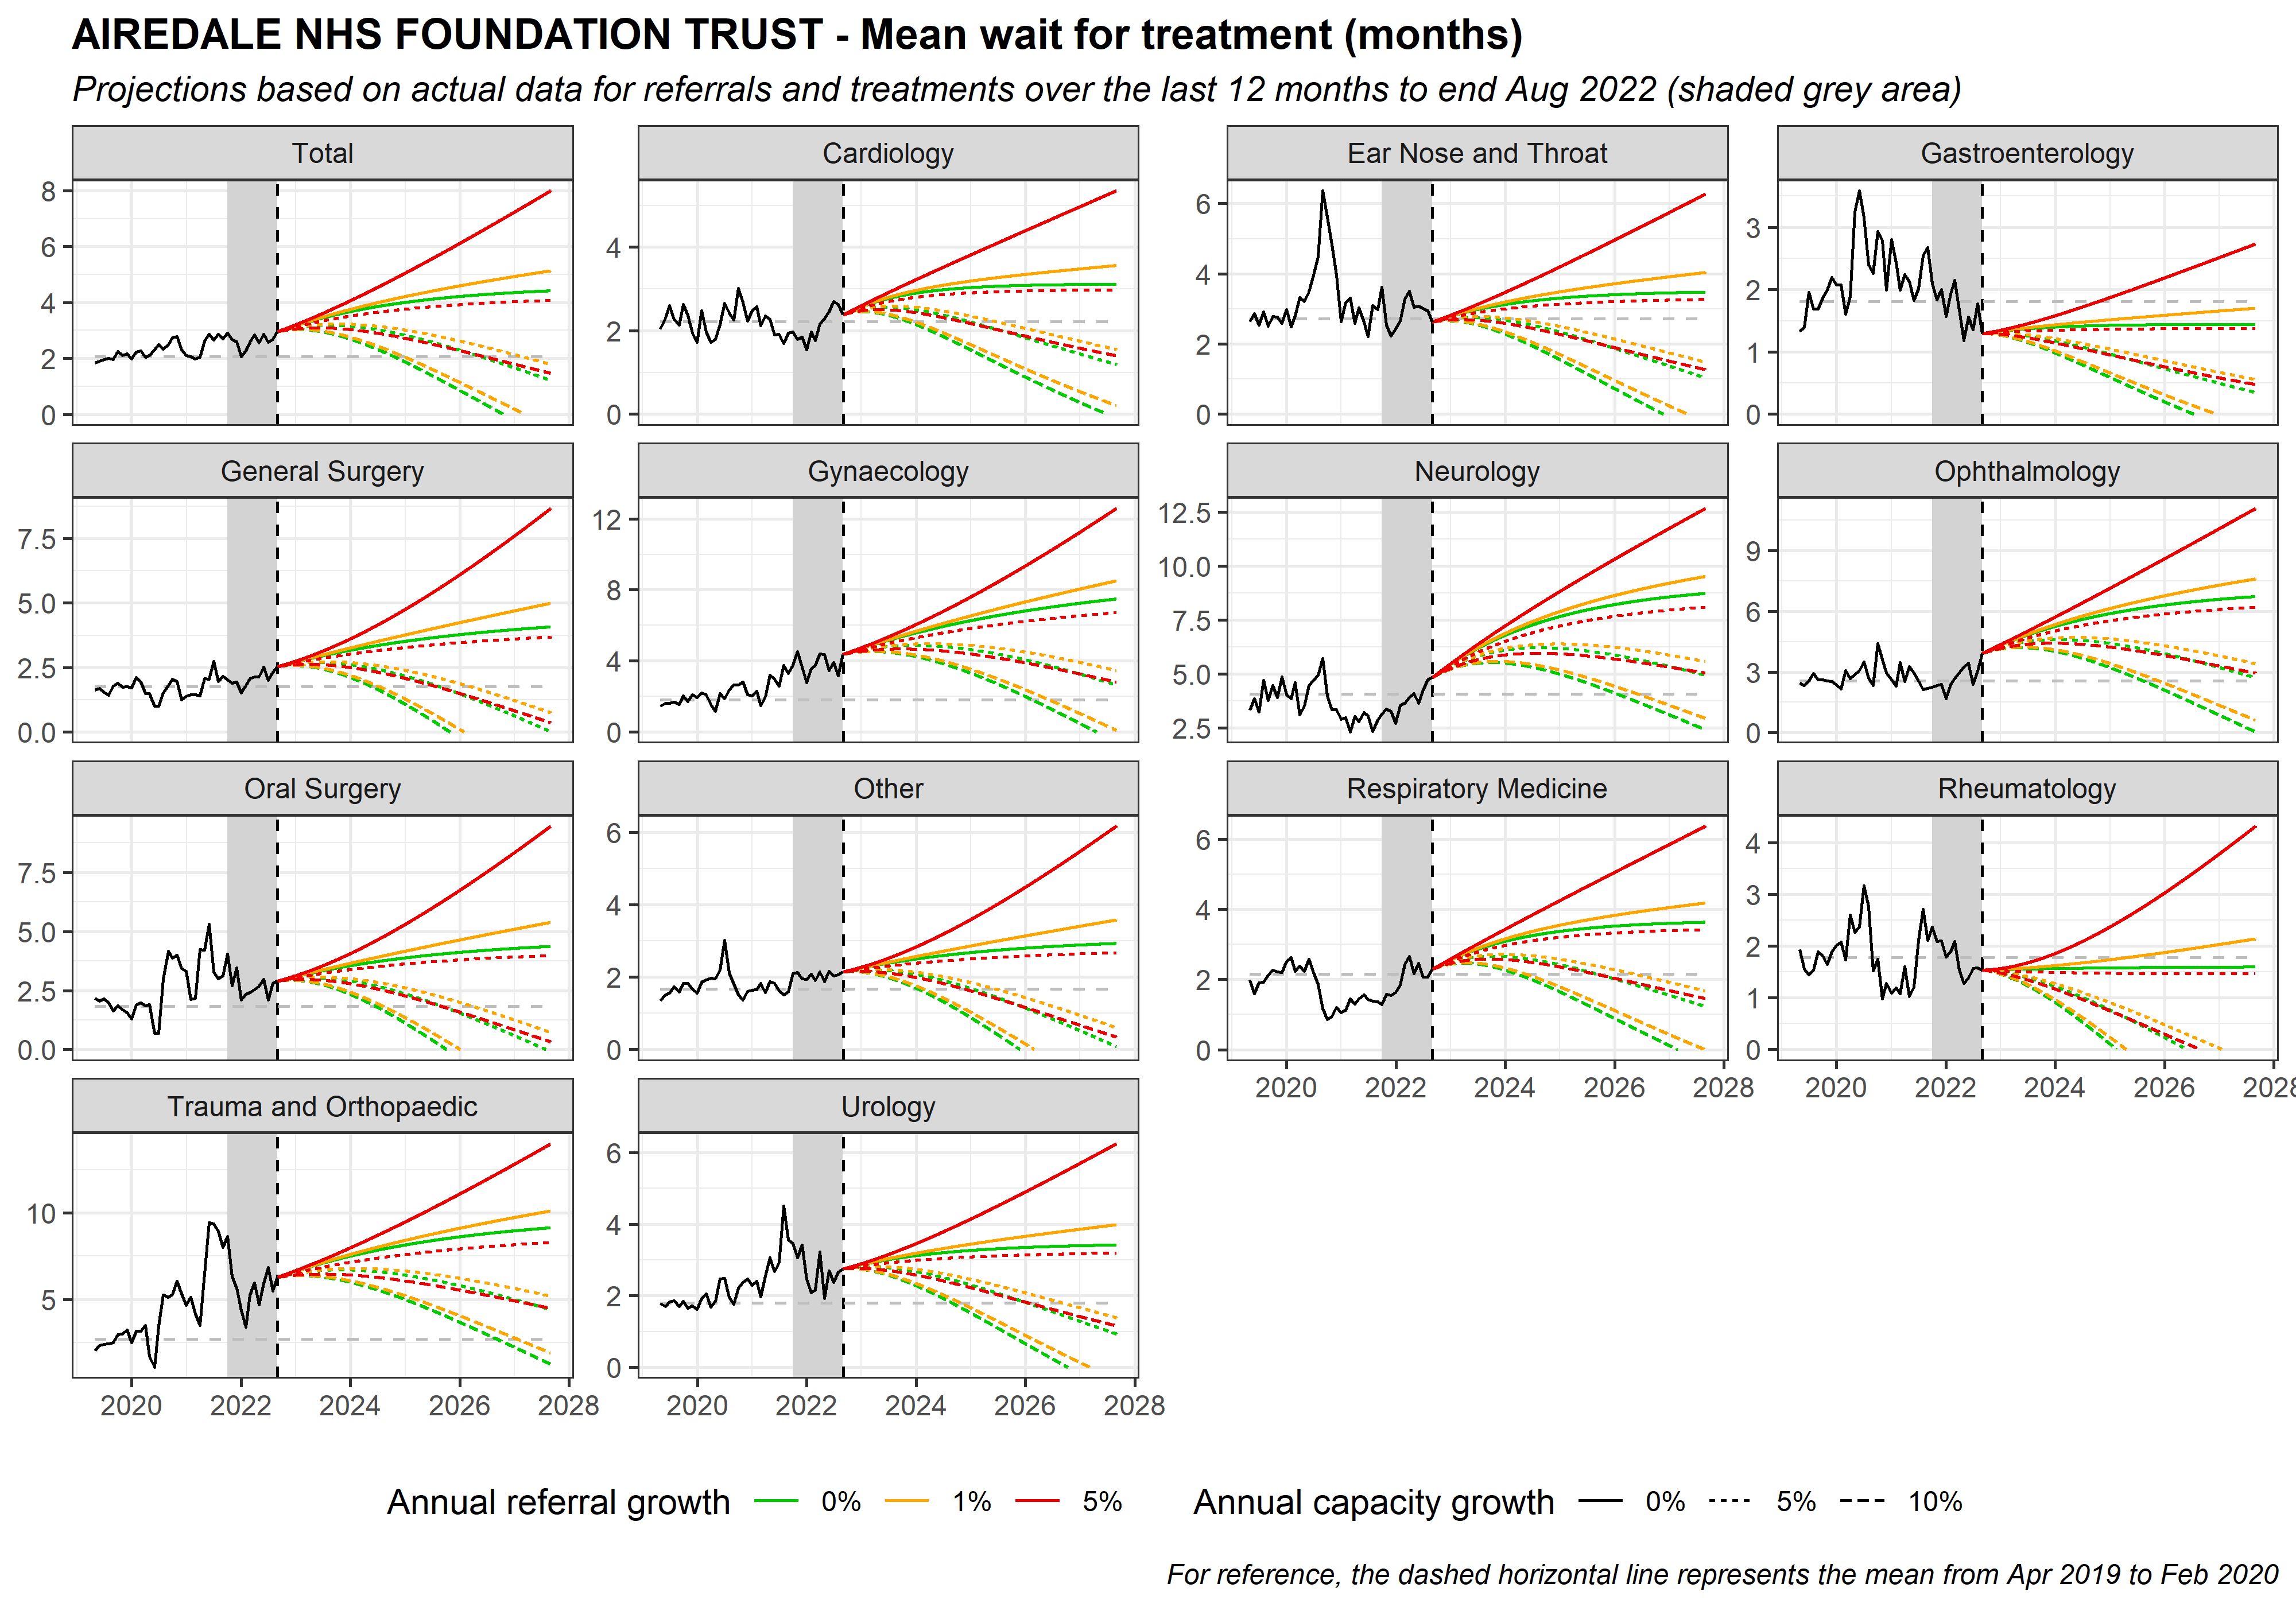 AIREDALE NHS FOUNDATION TRUST - Mean wait for treatment (months)
Projections based on actual data for referrals and treatments over the last 12 months to end Aug 2022 (shaded grey area)
Total
8
6
4
2
0
Cardiology
4
2
0
Ear Nose and Throat
6
4
2
0
Gastroenterology
3
2
1
0
General Surgery
7.5
5.0
2.5
0.0
Gynaecology
12
8
4
0
Neurology
12.5
10.0
7.5
5.0
2.5
Ophthalmology
9
6
3
0
Oral Surgery
7.5
5.0
2.5
0.0
Other
6
4
2
0
Respiratory Medicine
6
4
2
0
2020 2022 2024 2026 2028
Rheumatology
4
3
2
1
0
2020 2022 2024 2026 2028
Trauma and Orthopaedic
10
5
2020 2022 2024 2026 2028
Urology
6
4
2
0
2020 2022 2024 2026 2028
Annual referral growth 0% 1% 5% Annual capacity growth 0% 5% 10%
For reference, the dashed horizontal line represents the mean from Apr 2019 to Feb 2020